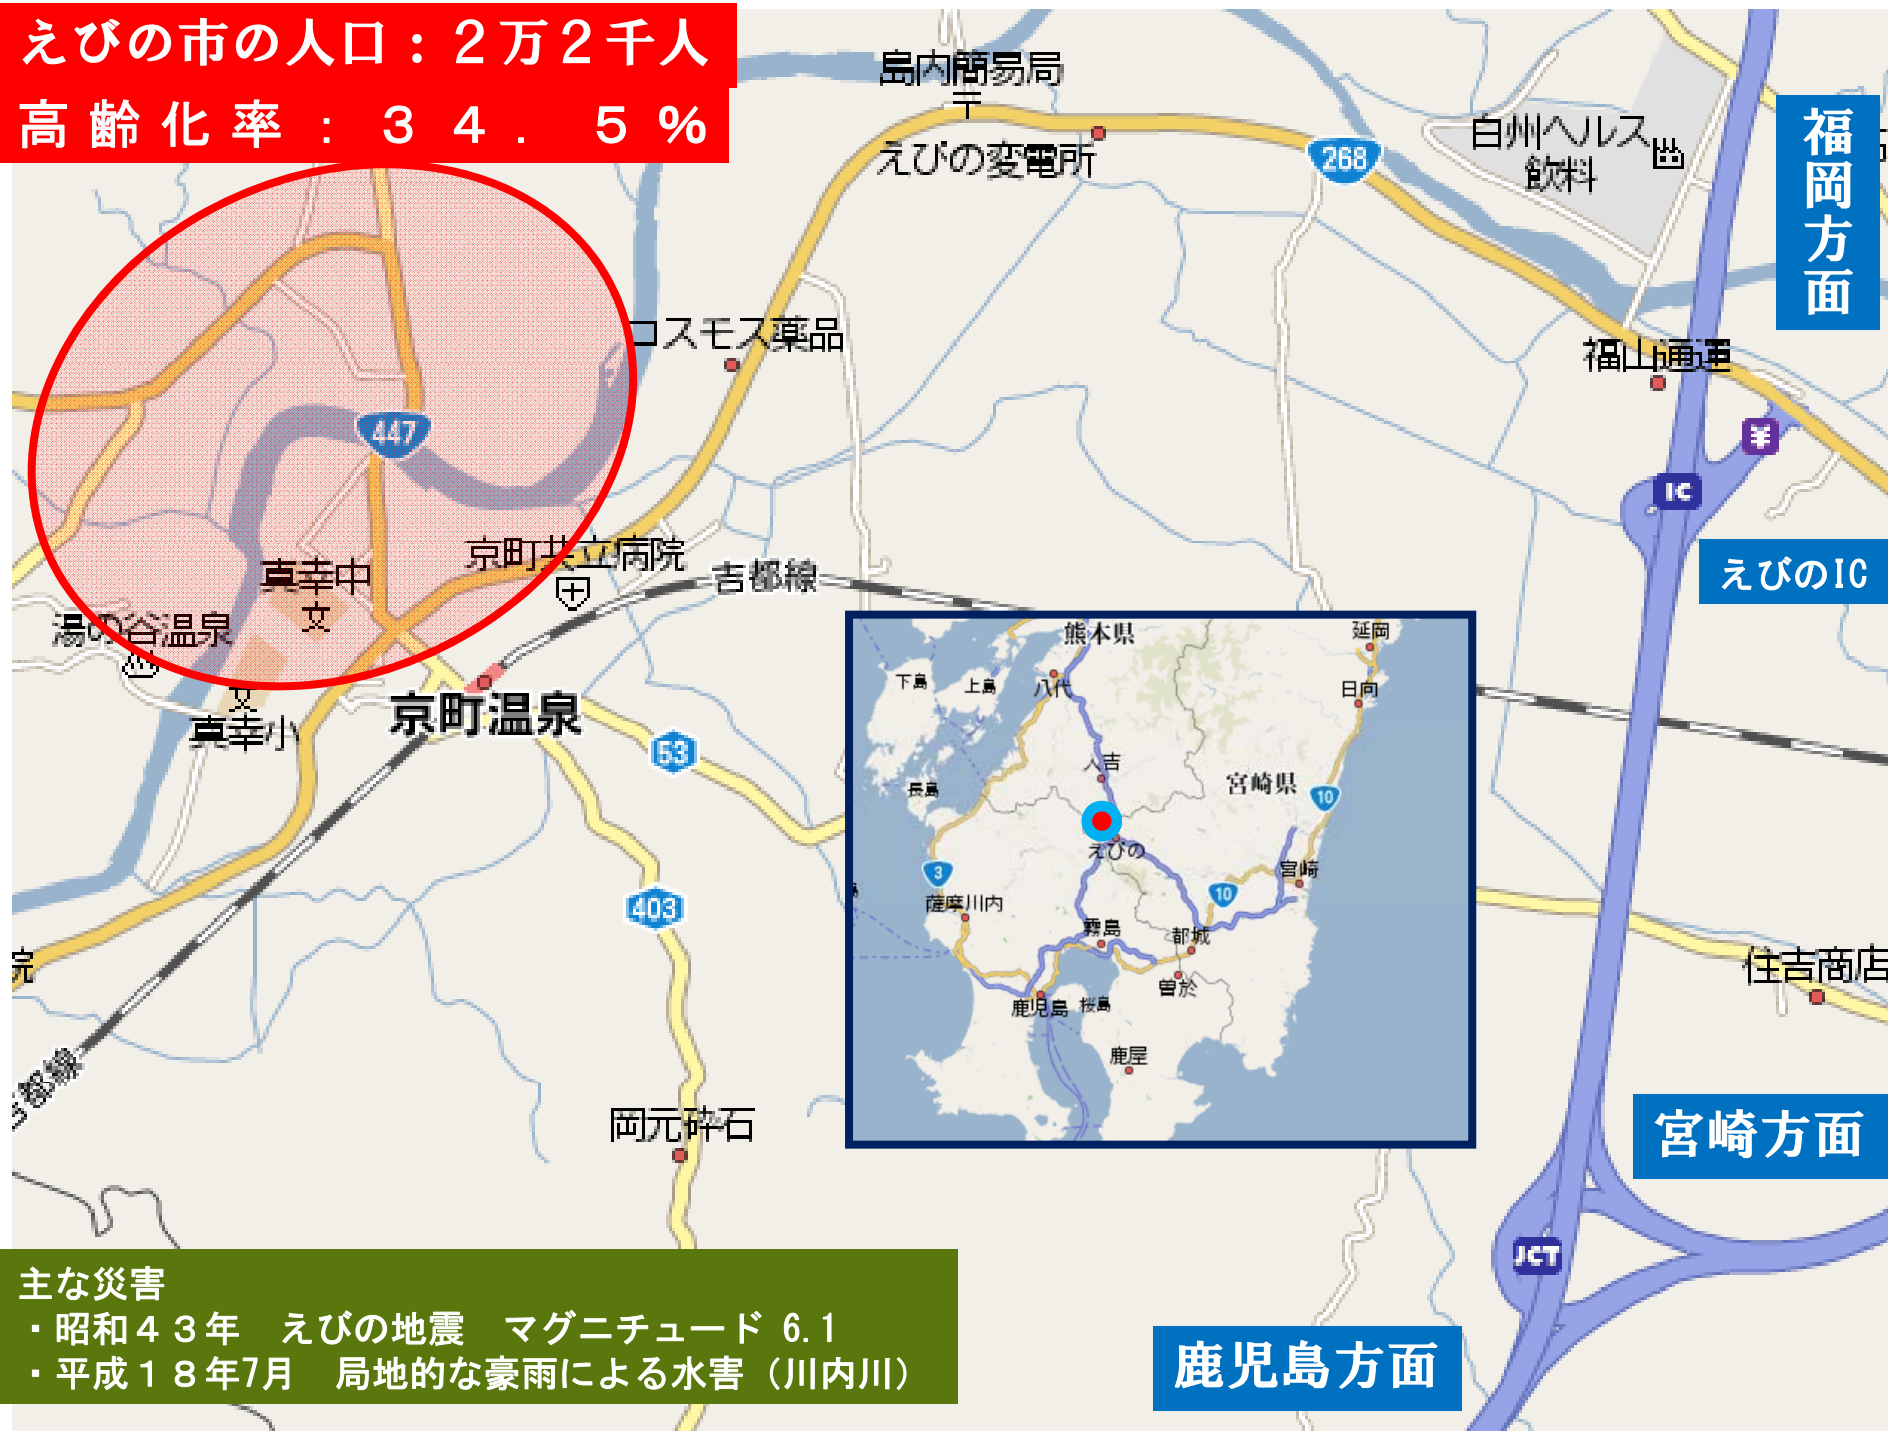 えびの市の人口：２万２千人
高齢化率：３４．５％
島内簡易局
えびの変電所
268
白州ヘルス
飲料
福岡方面
コスモス薬品
福山通運
¥
IC
えびのIC
447
京町共立病院
吉都線
真幸中
文
湯の谷温泉
文
真幸小
京町温泉
53
403
熊本県
延岡
下島
上島
八代
日向
人吉
長島
宮崎県
10
えびの
3
宮崎
10
薩摩川内
霧島
都城
曽於
鹿児島
桜島
鹿屋
院
住吉商店
都線
岡元砕石
宮崎方面
JCT
鹿児島方面
主な災害
・昭和４３年　えびの地震　マグニチュード 6.1
・平成１８年7月　局地的な豪雨による水害（川内川）